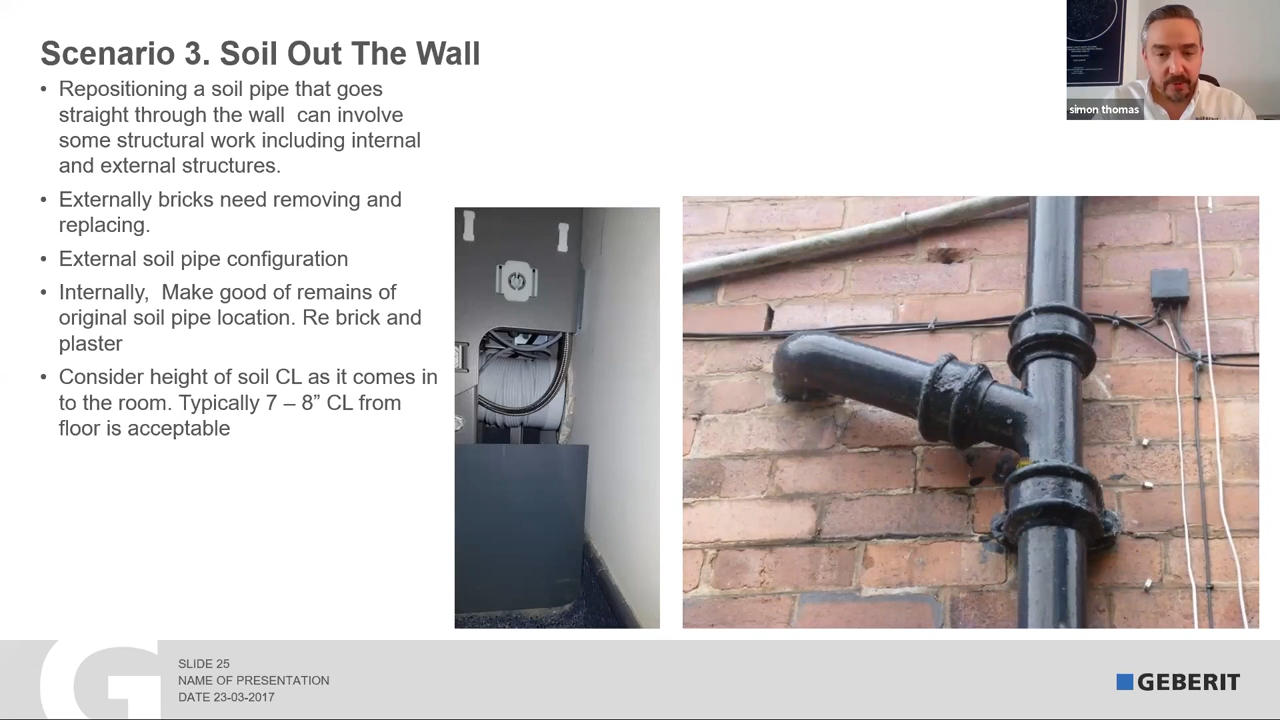 Scenario 3. Soil Out The Wall
• Repositioning a soil pipe that goes
straight through the wall  can involve
some structural work including internal
and external structures.
• Externally bricks need removing and
replacing.
• External soil pipe configuration
• Internally,  Make good of remains of
original soil pipe location. Re brick and
plaster
• Consider height of soil CL as it comes in
to the room. Typically 7 – 8” CL from
floor is acceptable
simon thomas
SLIDE 25
NAME OF PRESENTATION
DATE 23-03-2017
GEBERIT